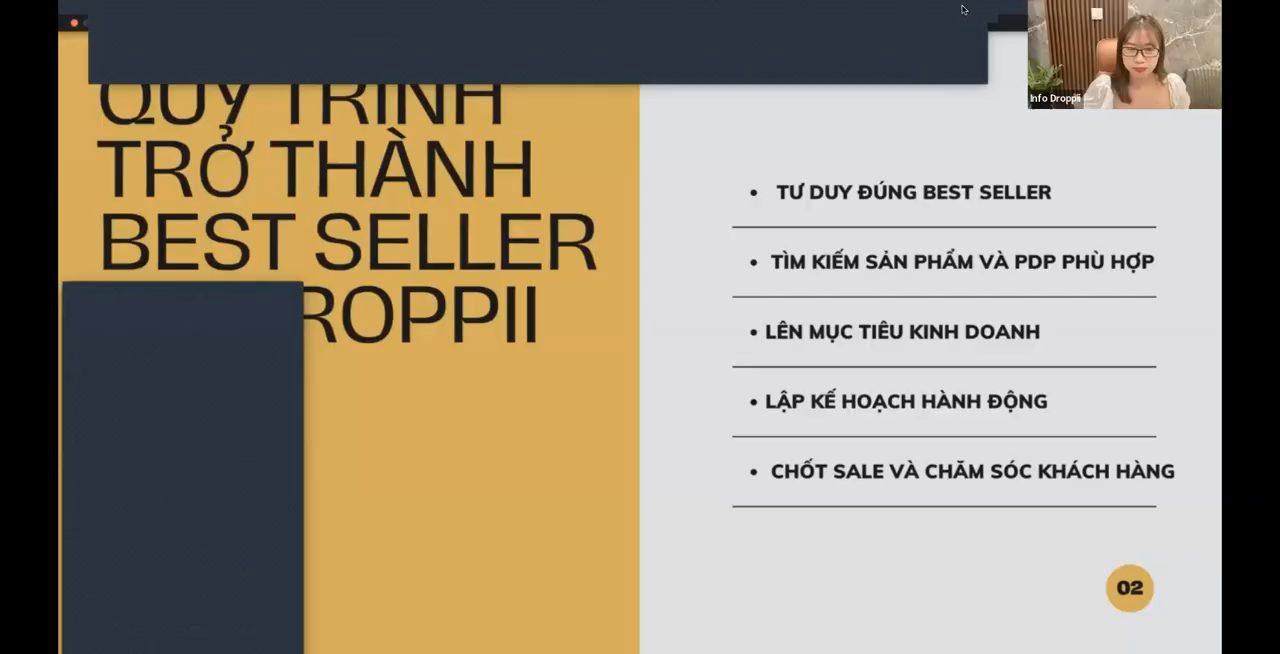 QUY TRÌNH
TRỞ THÀNH
BEST SELLER
ROPPII
• TƯ DUY ĐÚNG BEST SELLER
• TÌM KIẾM SẢN PHẨM VÀ PDP PHÙ HỢP
• LÊN MỤC TIÊU KINH DOANH
• LẬP KẾ HOẠCH HÀNH ĐỘNG
• CHỐT SALE VÀ CHĂM SÓC KHÁCH HÀNG
02
Info Droppii